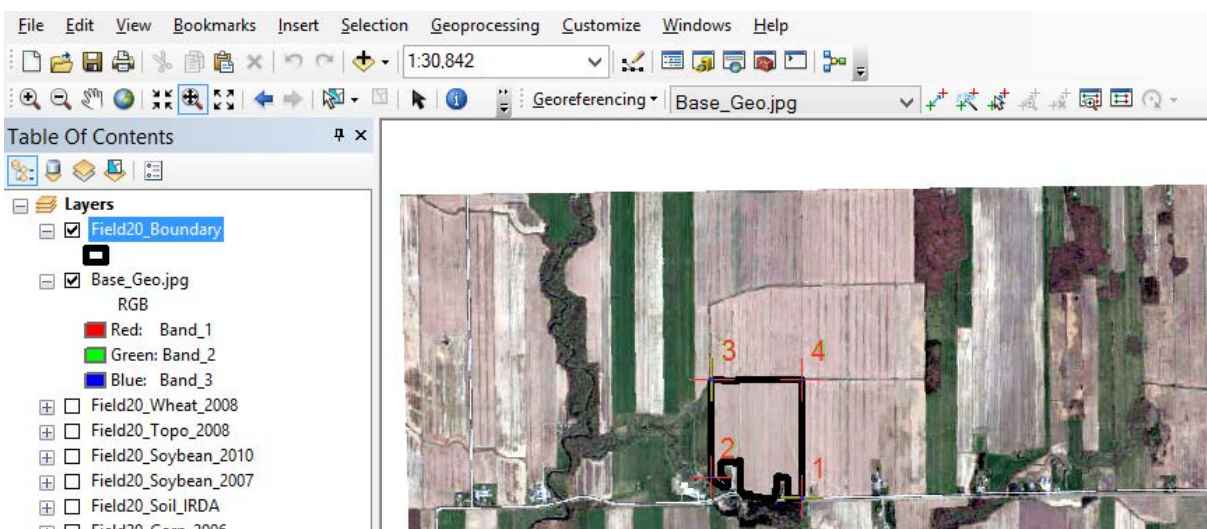 File Edit View Bookmarks Insert Selection Geoprocessing Customize Windows Help
1:30,842
Georeferencing Base_Geo.jpg
Table Of Contents
Layers
Field20_Boundary
Base_Geo.jpg
RGB
Red: Band_1
Green: Band_2
Blue: Band_3
Field20_Wheat_2008
Field20_Topo_2008
Field20_Soybean_2010
Field20_Soybean_2007
Field20_Soil_IRDA
Field20_Corn_2006
3 4
2
1